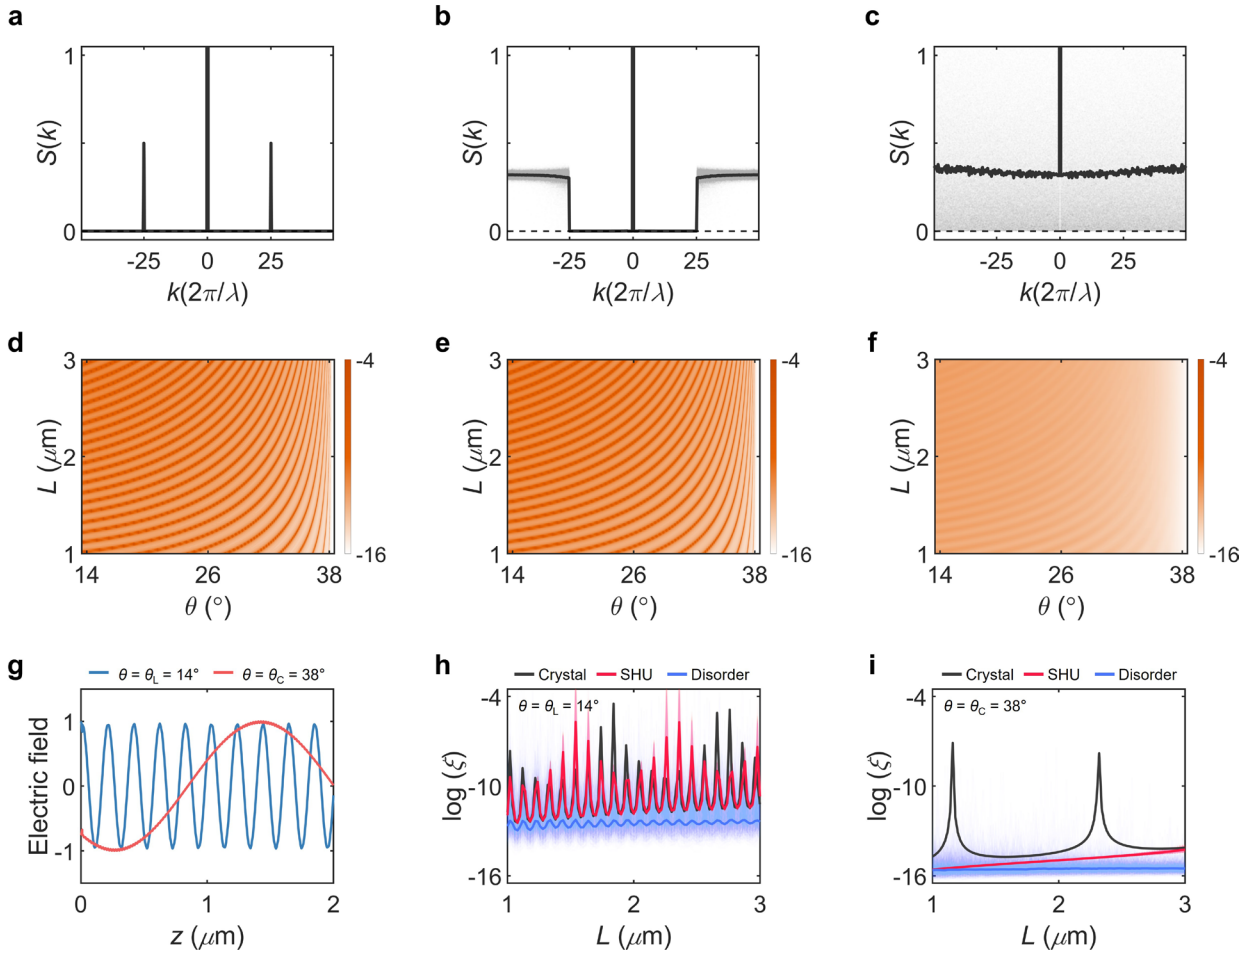 a
b
c
1
S(k)
0
-25
0
25
k(2π/λ)
1
S(k)
0
-25
0
25
k(2π/λ)
1
S(k)
0
-25
0
25
k(2π/λ)
d
e
f
3
L (μm)
2
1
14
26
38
θ (°)
-4
-16
3
L (μm)
2
1
14
26
38
θ (°)
-4
-16
3
L (μm)
2
1
14
26
38
θ (°)
-4
-16
g
h
i
θ = θL = 14°
θ = θC = 38°
Electric field
1
0
-1
0
1
2
z (μm)
Crystal
SHU
Disorder
θ = θL = 14°
log (ξ)
-4
-10
-16
1
2
3
L (μm)
Crystal
SHU
Disorder
θ = θC = 38°
log (ξ)
-4
-10
-16
1
2
3
L (μm)